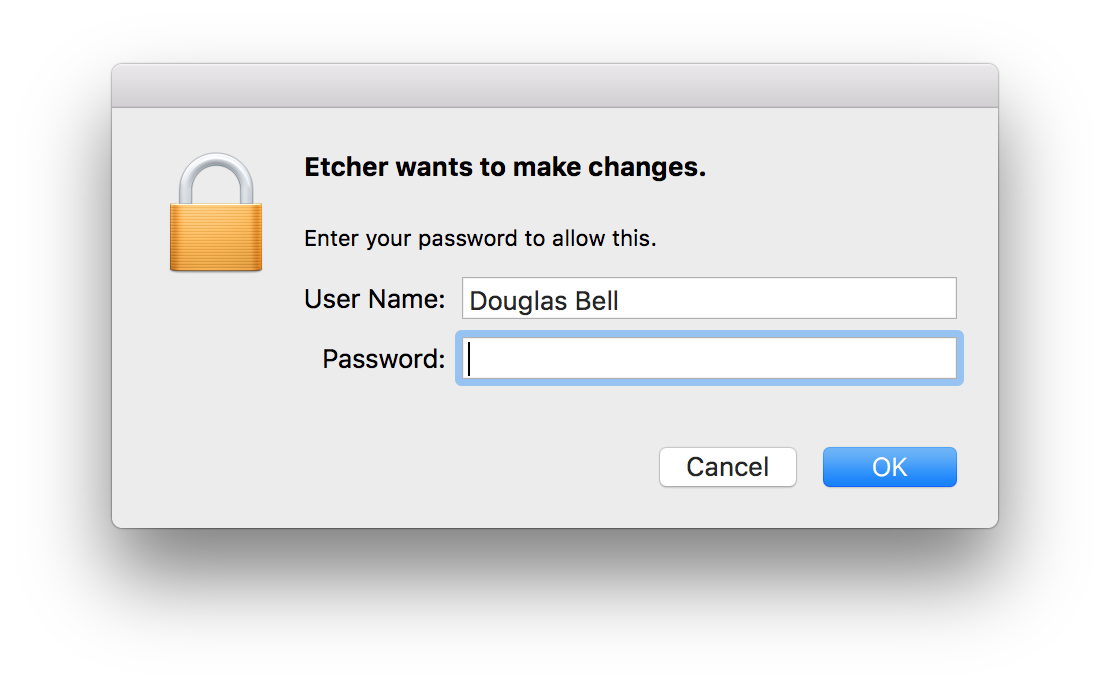 Etcher wants to make changes.
Enter your password to allow this.
User Name: Douglas Bell
Password:
Cancel OK